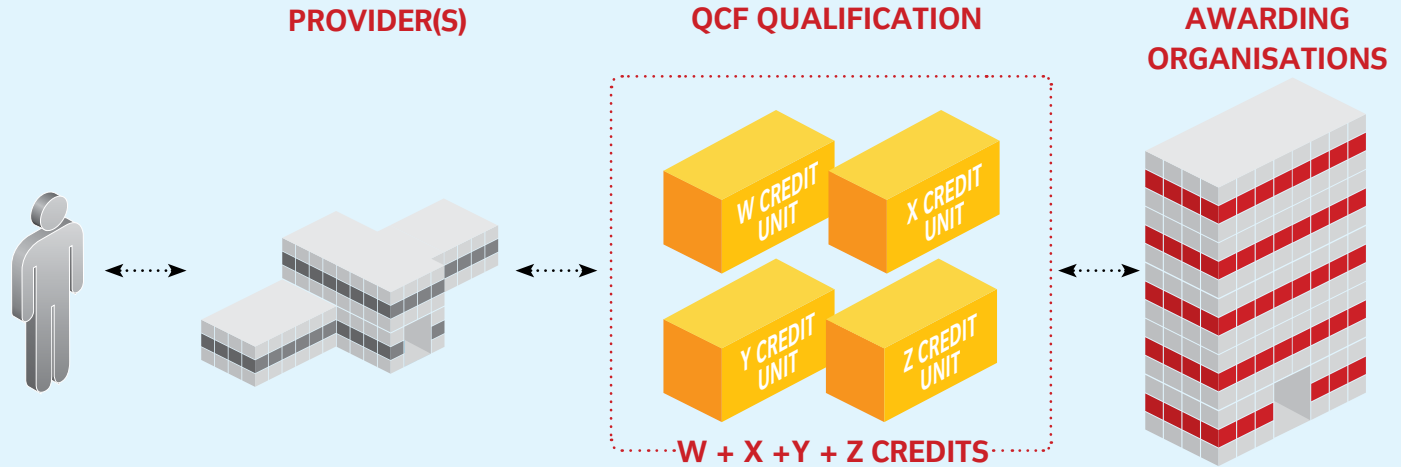 PROVIDER(S)
QCF QUALIFICATION
AWARDING
ORGANISATIONS
W CREDIT
UNIT
X CREDIT
UNIT
Y CREDIT
UNIT
Z CREDIT
UNIT
W + X +Y + Z CREDITS